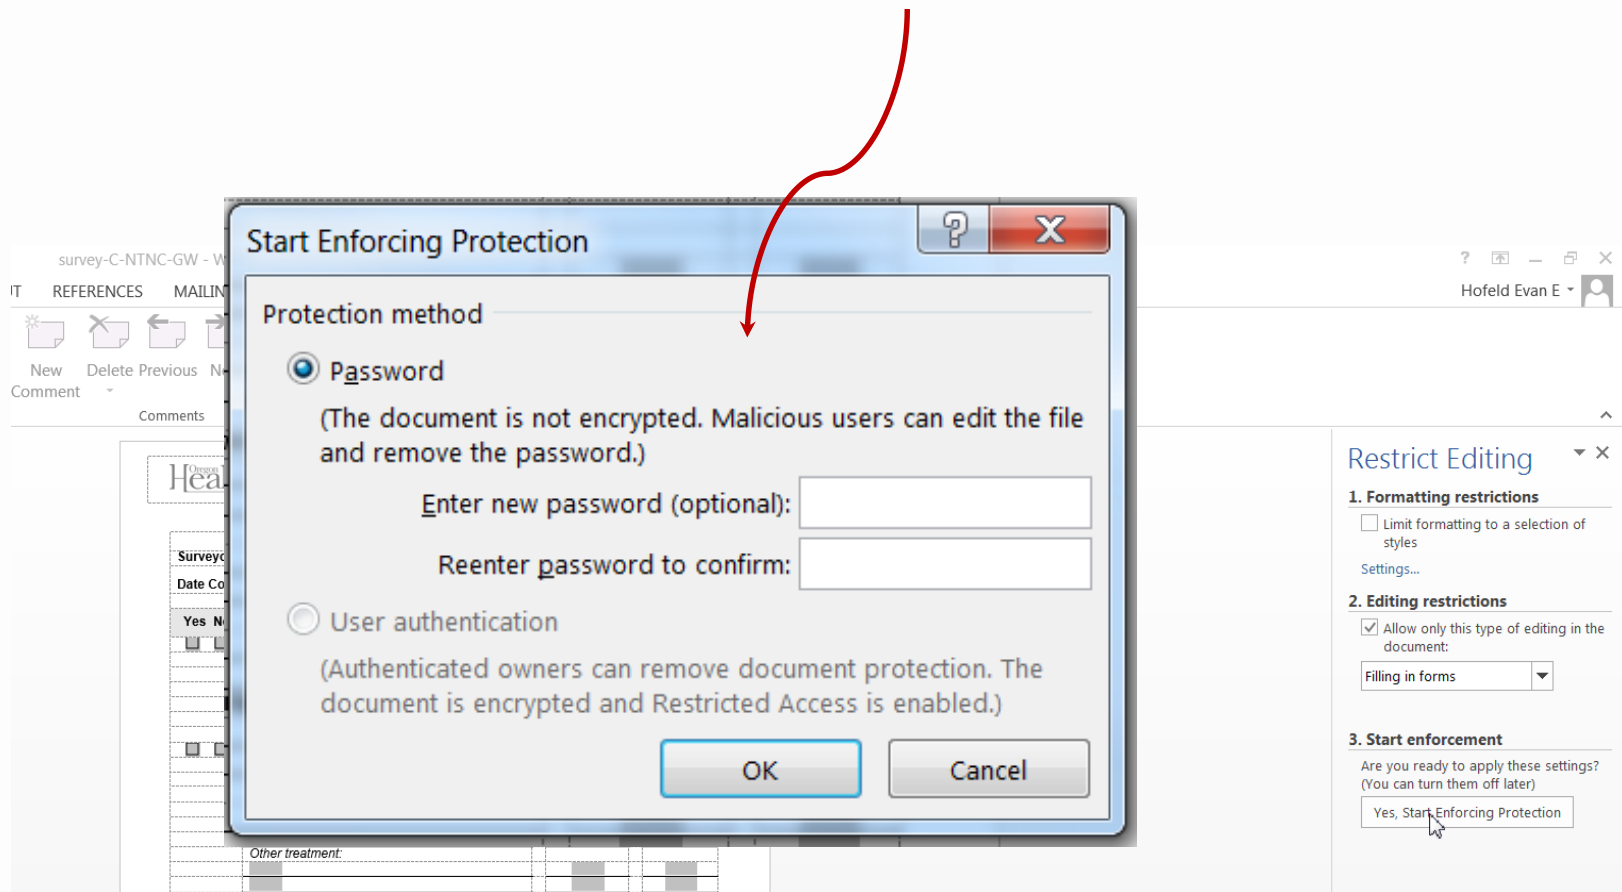 Start Enforcing Protection
Protection method
Password
(The document is not encrypted. Malicious users can edit the file
and remove the password.)
Enter new password (optional):
Reenter password to confirm:
User authentication
(Authenticated owners can remove document protection. The
document is encrypted and Restricted Access is enabled.)
OK
Cancel
survey-C-NTNC-GW - W
?
Hofeld Evan E
REFERENCES
New
Comment
Delete
Previous
Comments
Oregon
Yes
Other treatment:
Restrict Editing
1. Formatting restrictions
Limit formatting to a selection of
styles
Settings...
2. Editing restrictions
Allow only this type of editing in the
document:
Filling in forms
3. Start enforcement
Are you ready to apply these settings?
(You can turn them off later)
Yes, Start Enforcing Protection